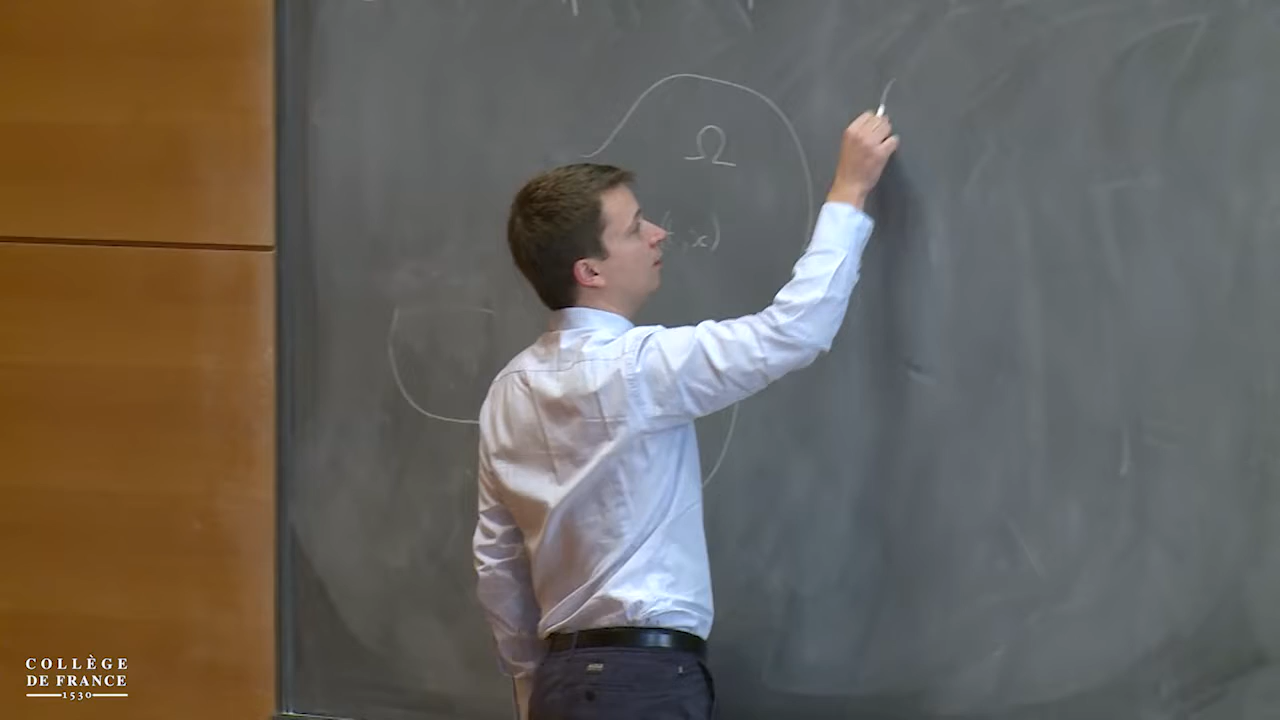 Ω
, x)
COLLÈGE
DE FRANCE
1530